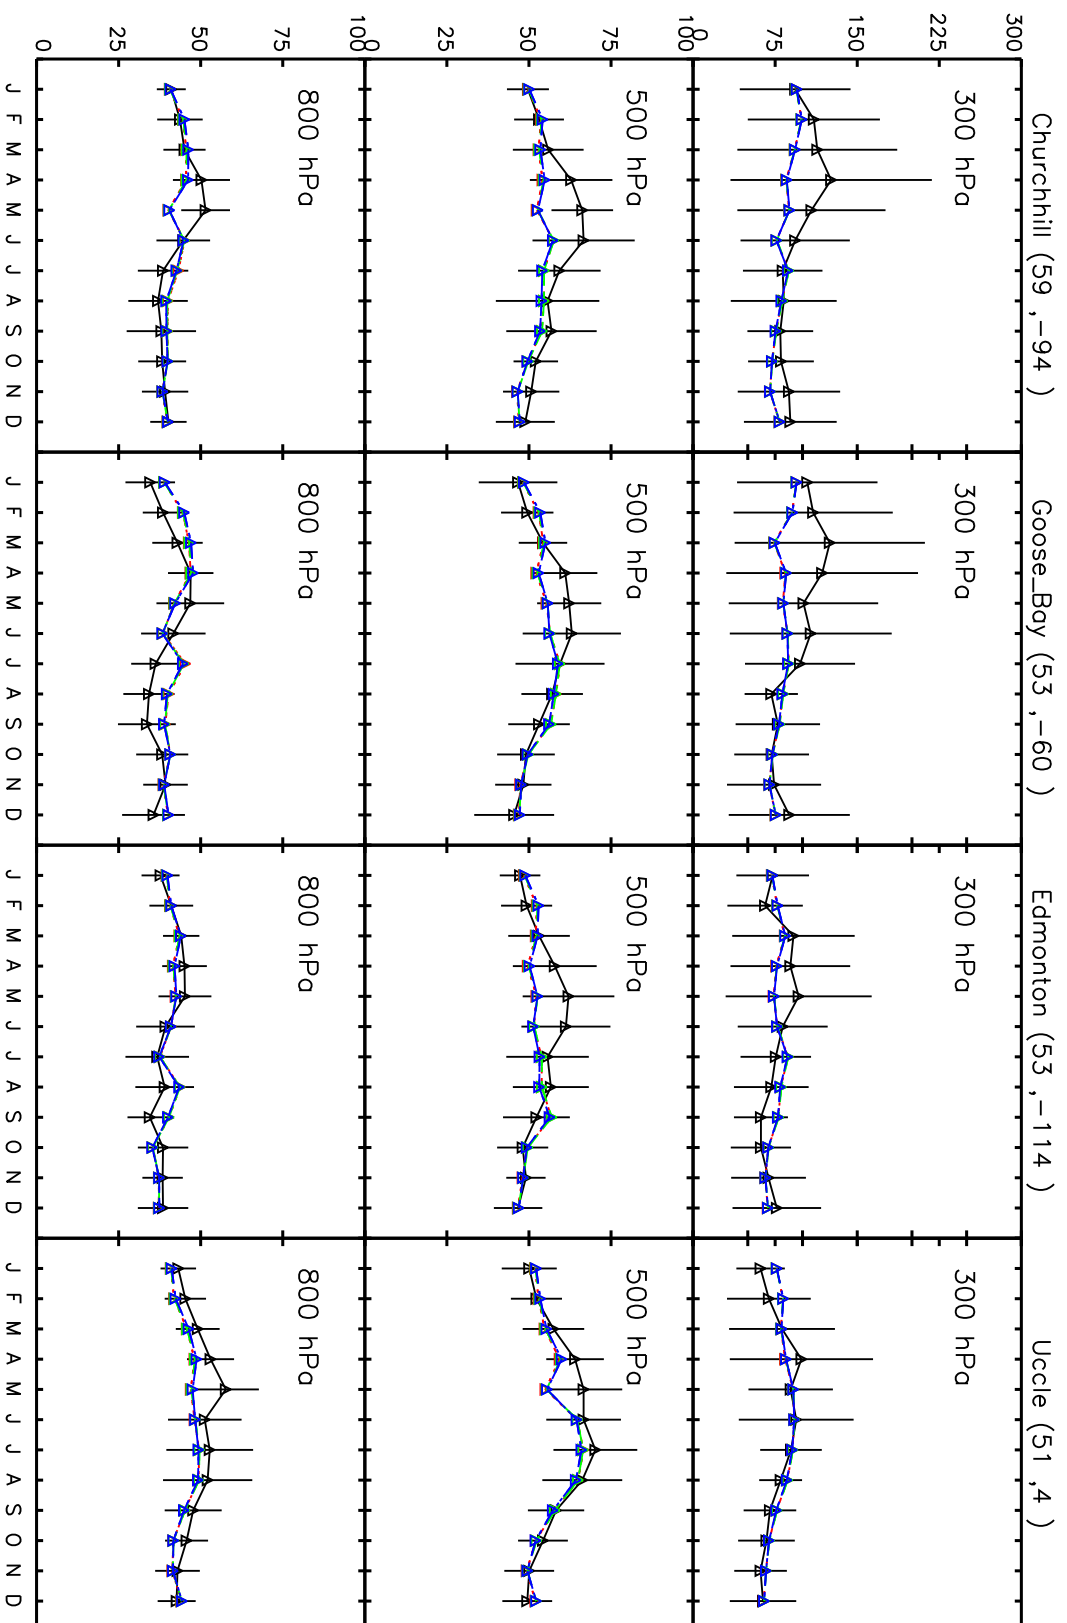 Churchhill (59 ,-94 )
Goose_Bay (53 ,-60 )
Edmonton (53 ,-114 )
Uccle (51 ,4 )
300
225
150
75
0
300 hPa
300 hPa
300 hPa
300 hPa
100
75
50
25
0
500 hPa
500 hPa
500 hPa
500 hPa
100
75
50
25
0
800 hPa
800 hPa
800 hPa
800 hPa
J F M A M J J A S O N D
J F M A M J J A S O N D
J F M A M J J A S O N D
J F M A M J J A S O N D